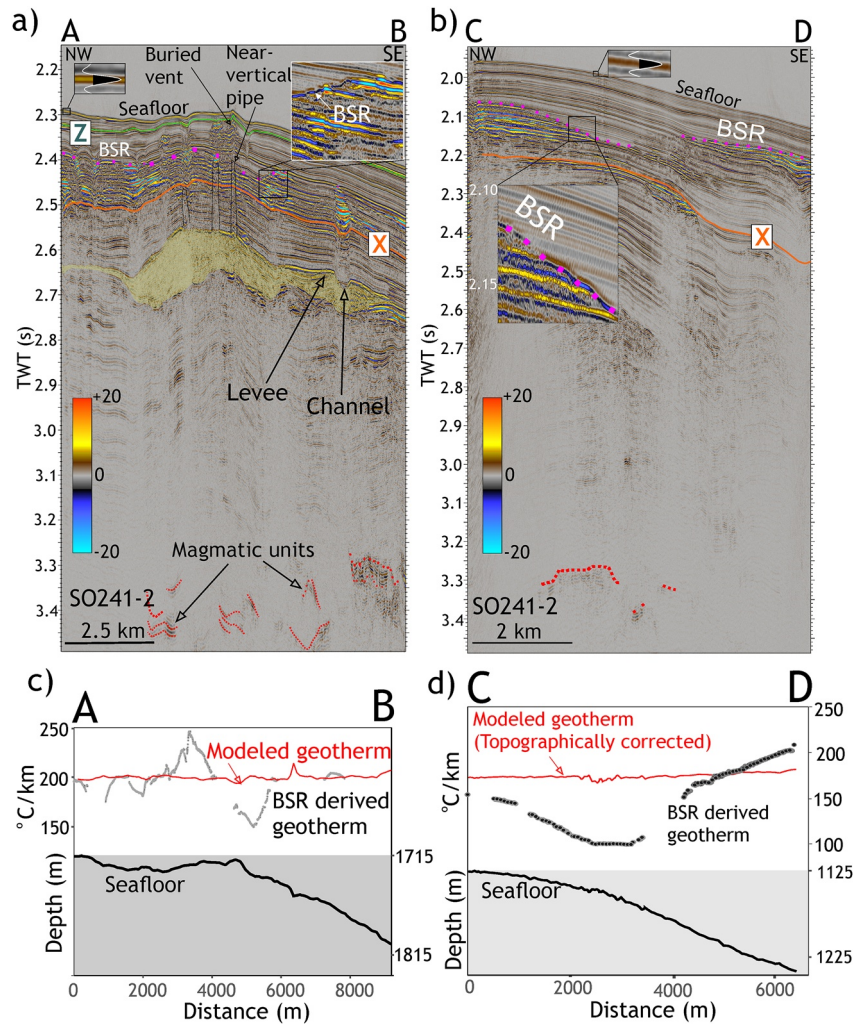 a)
A
B
NW
SE
Buried
vent
Near-
vertical
pipe
Seafloor
BSR
Z
BSR
X
Levee
Channel
Magmatic units
+20
0
-20
SO241-2
2.5 km
TWT (s)
2.2
2.3
2.4
2.5
2.6
2.7
2.8
2.9
3.0
3.1
3.2
3.3
3.4
b)
C
D
NW
SE
Seafloor
BSR
2.10
BSR
2.15
X
+20
0
-20
SO241-2
2 km
TWT (s)
2.0
2.1
2.2
2.3
2.4
2.5
2.6
2.7
2.8
2.9
3.0
3.1
3.2
3.3
3.4
c)
A
B
250
200
150
°C/km
Modeled geotherm
BSR derived
geotherm
Seafloor
Depth (m)
1715
1815
0
2000
4000
6000
8000
Distance (m)
d)
C
D
Modeled geotherm
(Topographically corrected)
250
200
150
100
°C/km
BSR derived
geotherm
Seafloor
Depth (m)
1125
1225
0
2000
4000
6000
Distance (m)